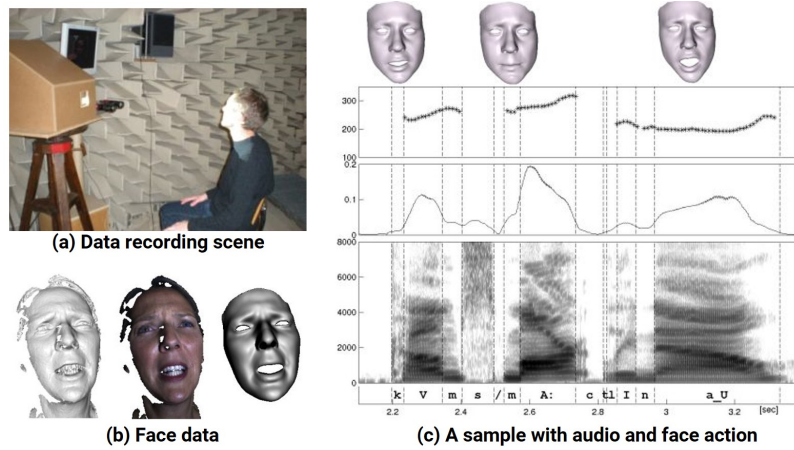 (a) Data recording scene
(b) Face data
300
200
100
0.2
0.1
0
8000
6000
4000
2000
0
k V m s / m A: c tl I n a_U
2.2 2.4 2.6 2.8 3 3.2 [sec]
(c) A sample with audio and face action